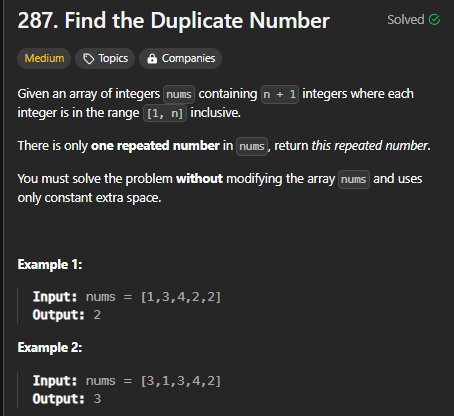 287. Find the Duplicate Number
Solved
Medium Topics Companies
Given an array of integers nums containing n + 1 integers where each
integer is in the range [1, n] inclusive.
There is only one repeated number in nums, return this repeated number.
You must solve the problem without modifying the array nums and uses
only constant extra space.
Example 1:
Input: nums = [1,3,4,2,2]
Output: 2
Example 2:
Input: nums = [3,1,3,4,2]
Output: 3